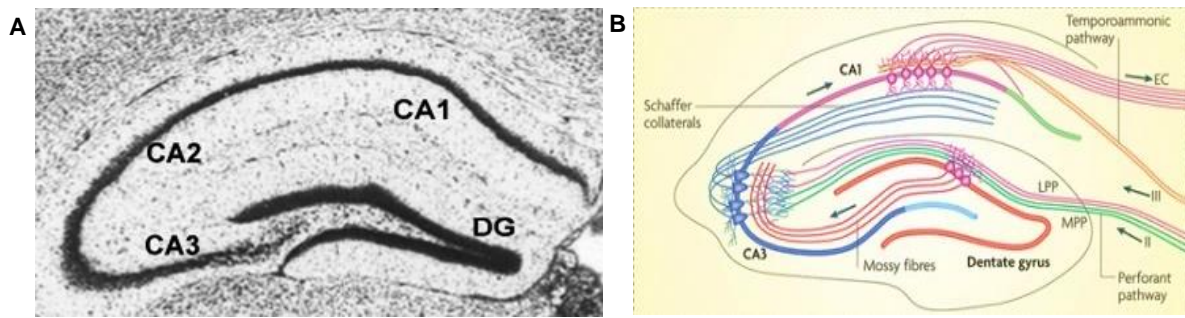 A
CA1
CA2
CA3
DG
B
Temporoammonic
pathway
CA1
EC
Schaffer
collaterals
LPP
III
MPP
II
CA3
Mossy fibres
Dentate gyrus
Perforant
pathway